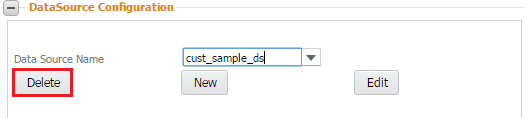 DataSource Configuration
Data Source Name cust_sample_ds
Delete New Edit